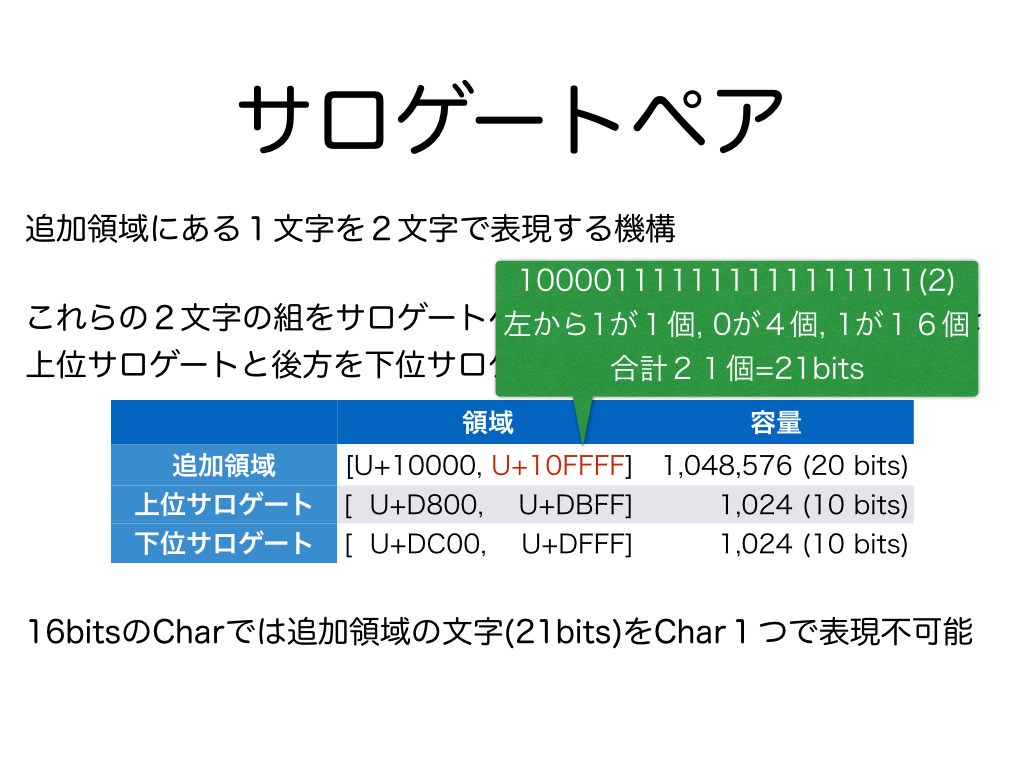 サロゲートペア
追加領域にある１文字を２文字で表現する機構
100001111111111111111(2)
左から1が１個, 0が４個, 1が１６個
合計２１個=21bits
これらの２文字の組をサロゲート
上位サロゲートと後方を下位サロ
領域 容量
追加領域 [U+10000, U+10FFFF] 1,048,576 (20 bits)
上位サロゲート [ U+D800, U+DBFF] 1,024 (10 bits)
下位サロゲート [ U+DC00, U+DFFF] 1,024 (10 bits)
16bitsのCharでは追加領域の文字(21bits)をChar１つで表現不可能